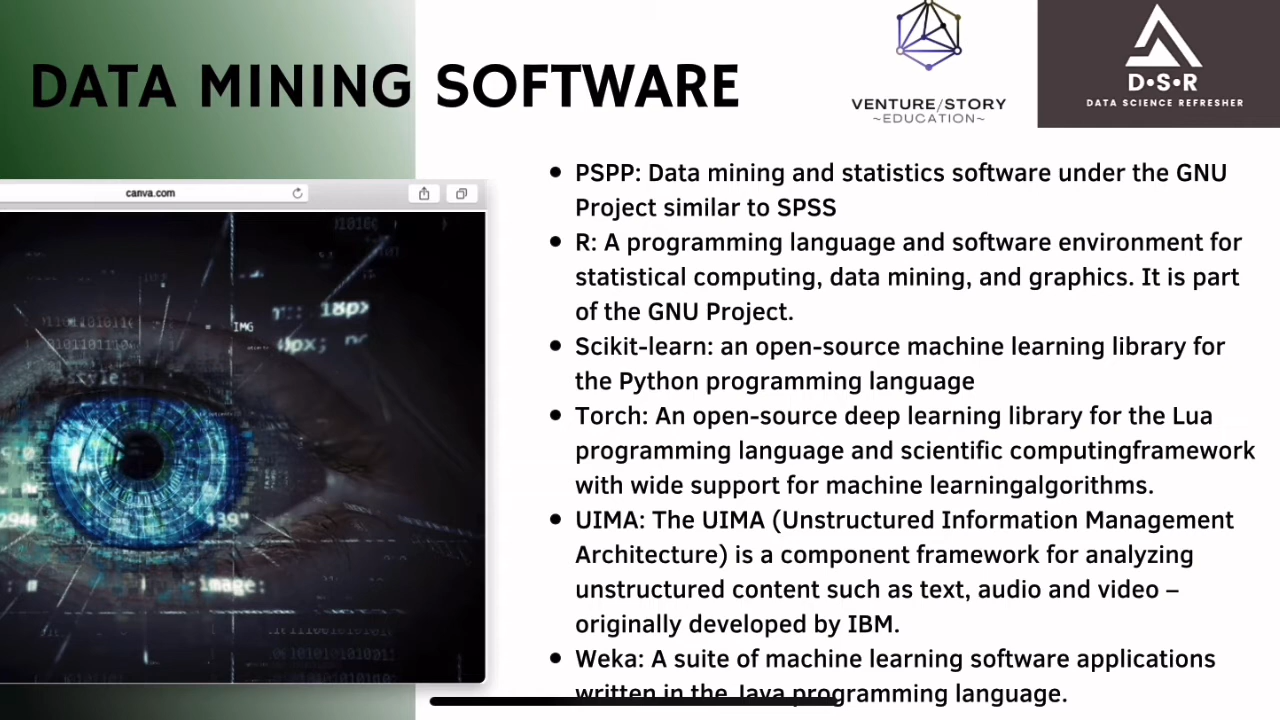 DATA MINING SOFTWARE
VENTURE/STORY
~EDUCATION~
D•S•R
DATA SCIENCE REFRESHER
canva.com
IMG
18px
image:
• PSPP: Data mining and statistics software under the GNU
Project similar to SPSS
• R: A programming language and software environment for
statistical computing, data mining, and graphics. It is part
of the GNU Project.
• Scikit-learn: an open-source machine learning library for
the Python programming language
• Torch: An open-source deep learning library for the Lua
programming language and scientific computingframework
with wide support for machine learningalgorithms.
• UIMA: The UIMA (Unstructured Information Management
Architecture) is a component framework for analyzing
unstructured content such as text, audio and video –
originally developed by IBM.
• Weka: A suite of machine learning software applications
written in the Java programming language.